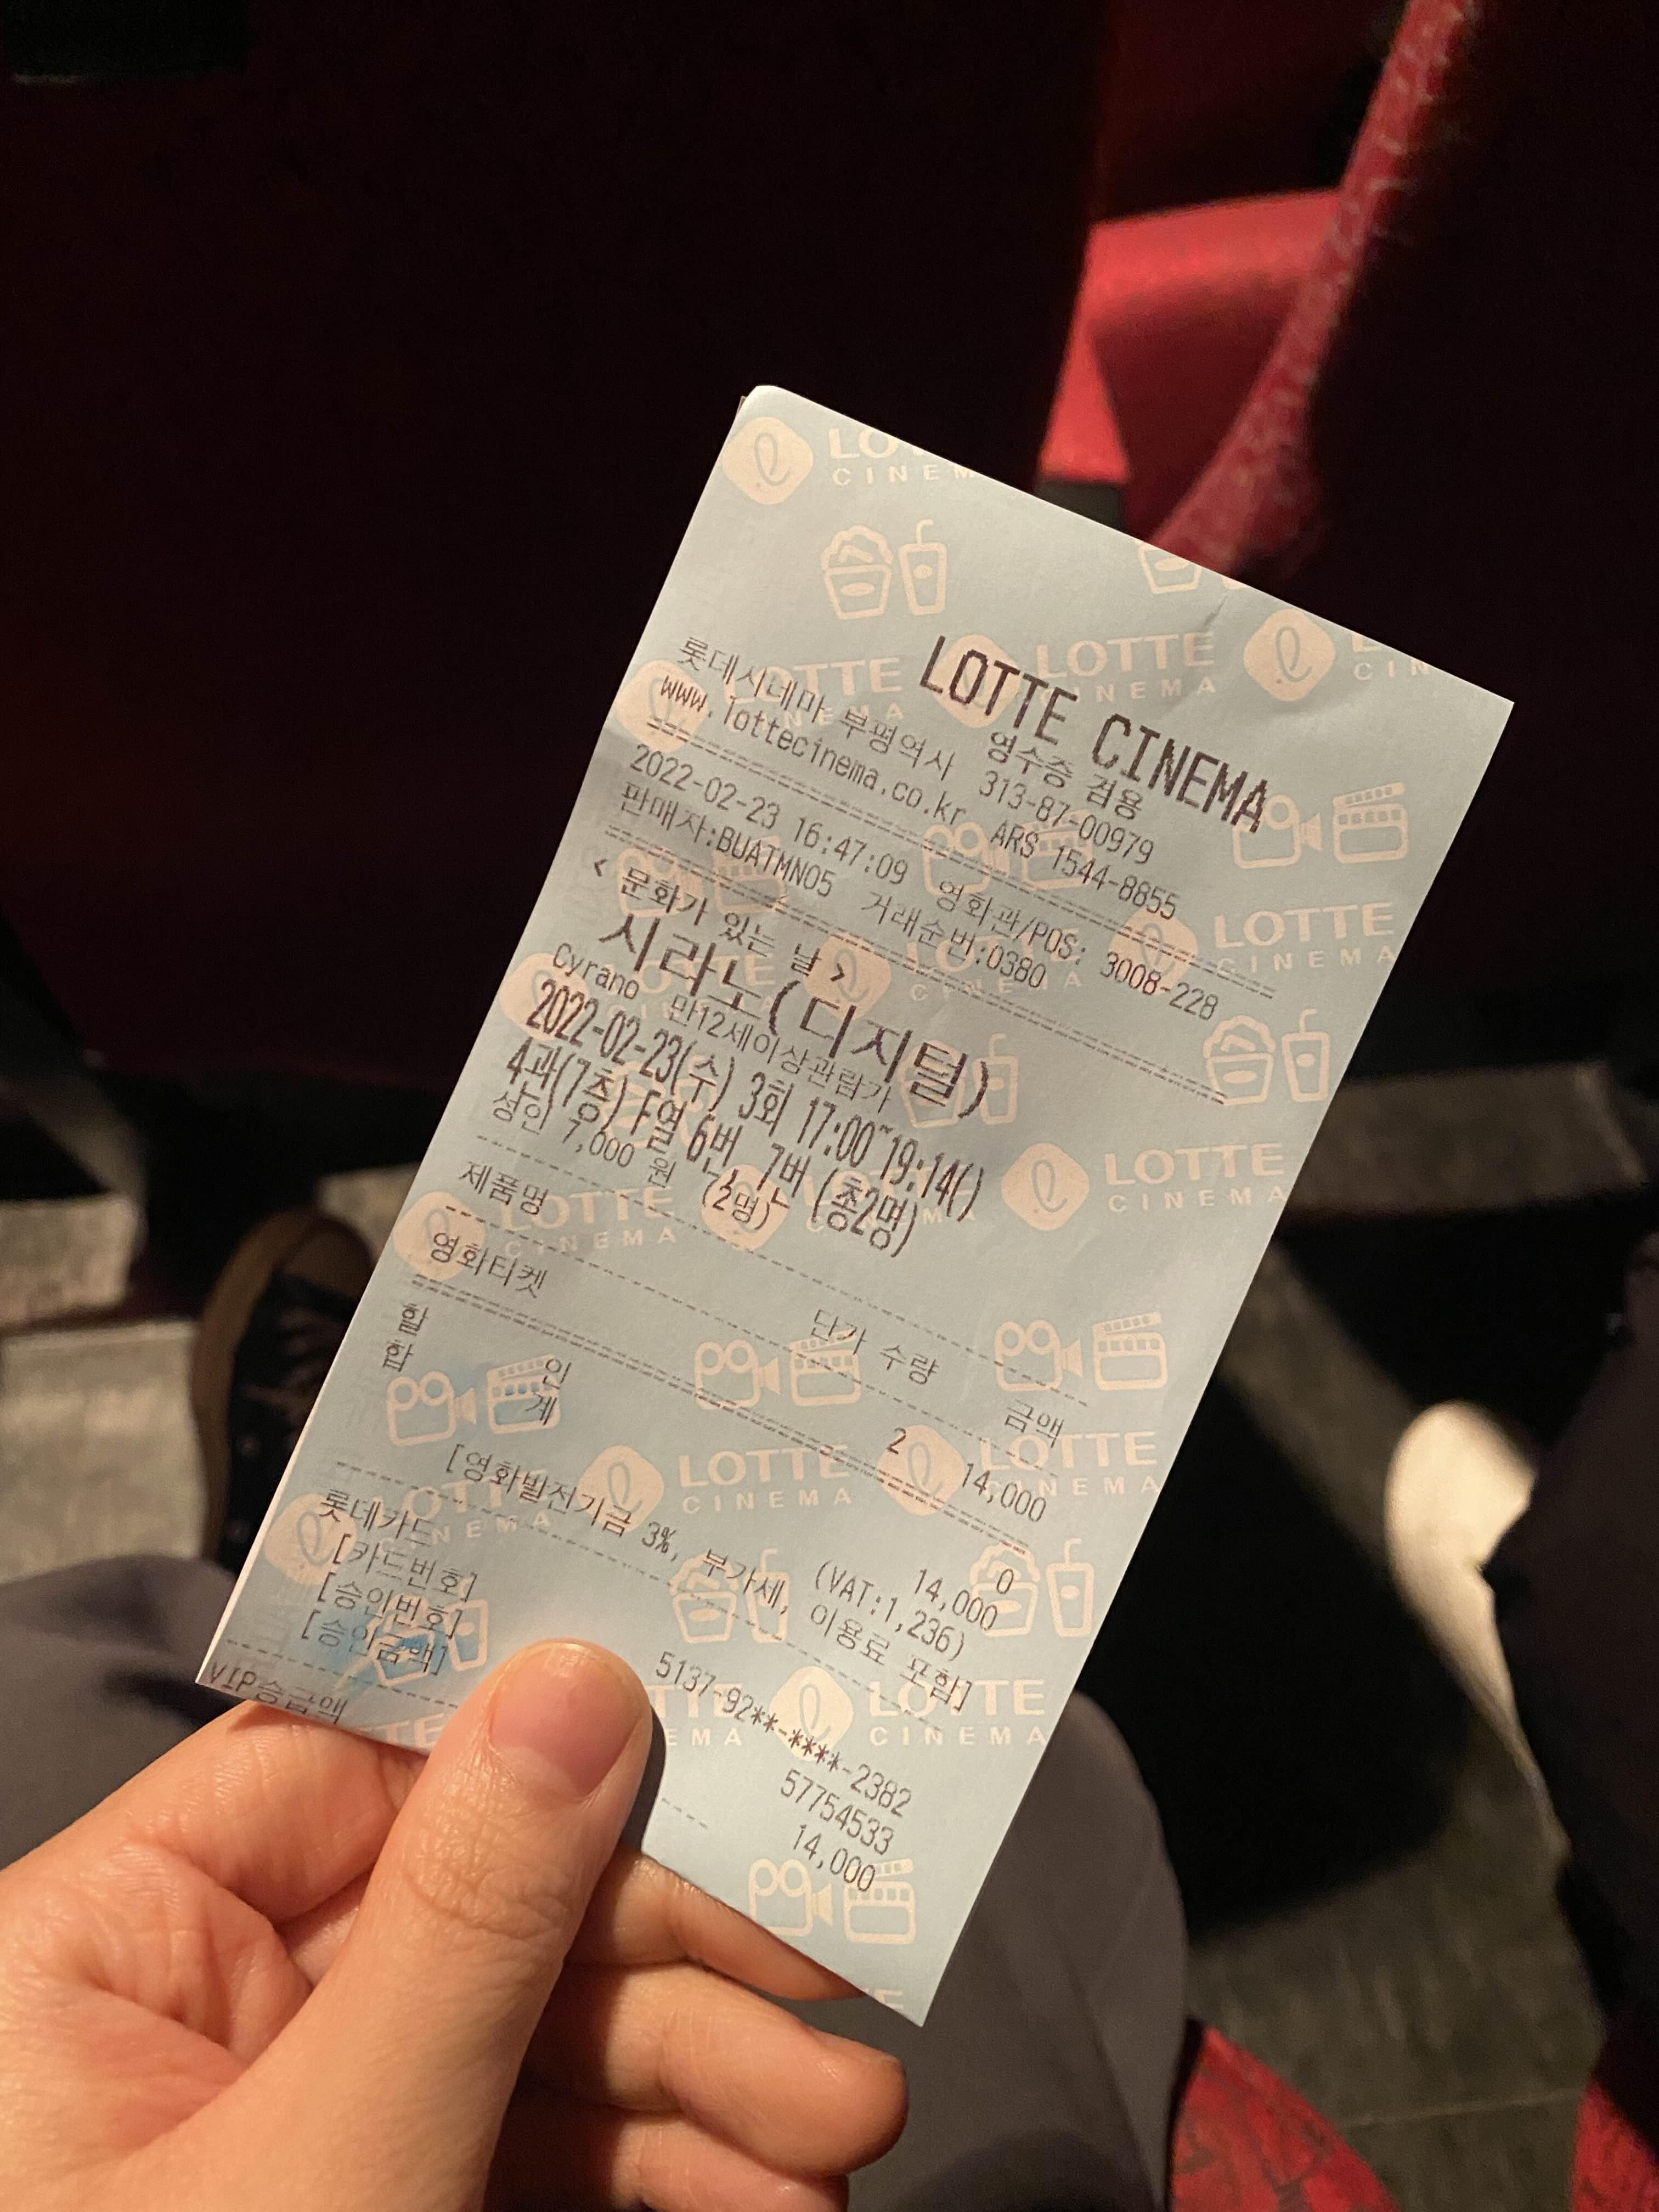 LOTTE CINEMA
영수증 겸용
롯데시네마 부평역사 313-87-00979
www.lottecinema.co.kr ARS 1544-8855
2022-02-23 16:47:09 영화관/POS: 3008-228
판매자:BUATMN05 거래순번:0380
< 문화가 있는 날 >
시라노(디지털)
Cyrano 만12세이상관람가
2022-02-23(수) 3회 17:00~19:14()
4관(7층) F열 6번, 7번 (총2명)
성인 7,000 원 (2명)
제품명 단가 수량 금액
영화티켓 2 14,000
할 인 0
합 계 14,000
(VAT:1,236)
[영화발전기금 3%, 부가세, 이용료 포함]
롯데카드
[카드번호] 5137-92**-****-2382
[승인번호] 57754533
[승인금액] 14,000
VIP승급액